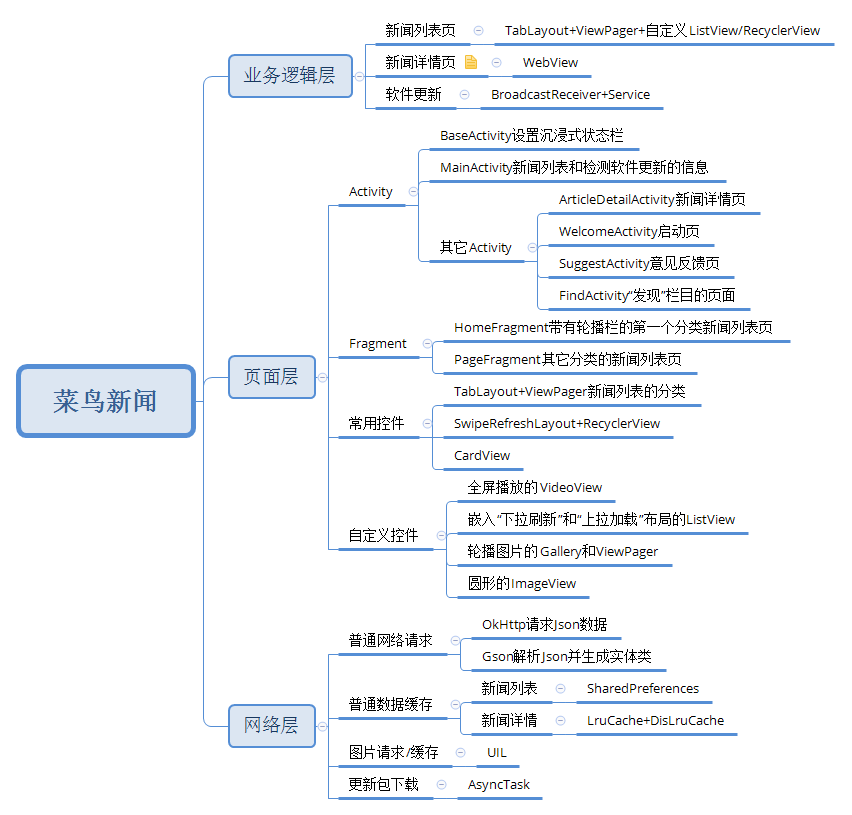 菜鸟新闻
业务逻辑层
新闻列表页
TabLayout+ViewPager+自定义ListView/RecyclerView
新闻详情页
WebView
软件更新
BroadcastReceiver+Service
页面层
Activity
BaseActivity设置沉浸式状态栏
MainActivity新闻列表和检测软件更新的信息
其它Activity
ArticleDetailActivity新闻详情页
WelcomeActivity启动页
SuggestActivity意见反馈页
FindActivity“发现”栏目的页面
Fragment
HomeFragment带有轮播栏的第一个分类新闻列表页
PageFragment其它分类的新闻列表页
常用控件
TabLayout+ViewPager新闻列表的分类
SwipeRefreshLayout+RecyclerView
CardView
自定义控件
全屏播放的VideoView
嵌入“下拉刷新”和“上拉加载”布局的ListView
轮播图片的Gallery和ViewPager
圆形的ImageView
网络层
普通网络请求
OkHttp请求Json数据
Gson解析Json并生成实体类
普通数据缓存
新闻列表
SharedPreferences
新闻详情
LruCache+DisLruCache
图片请求/缓存
UIL
更新包下载
AsyncTask